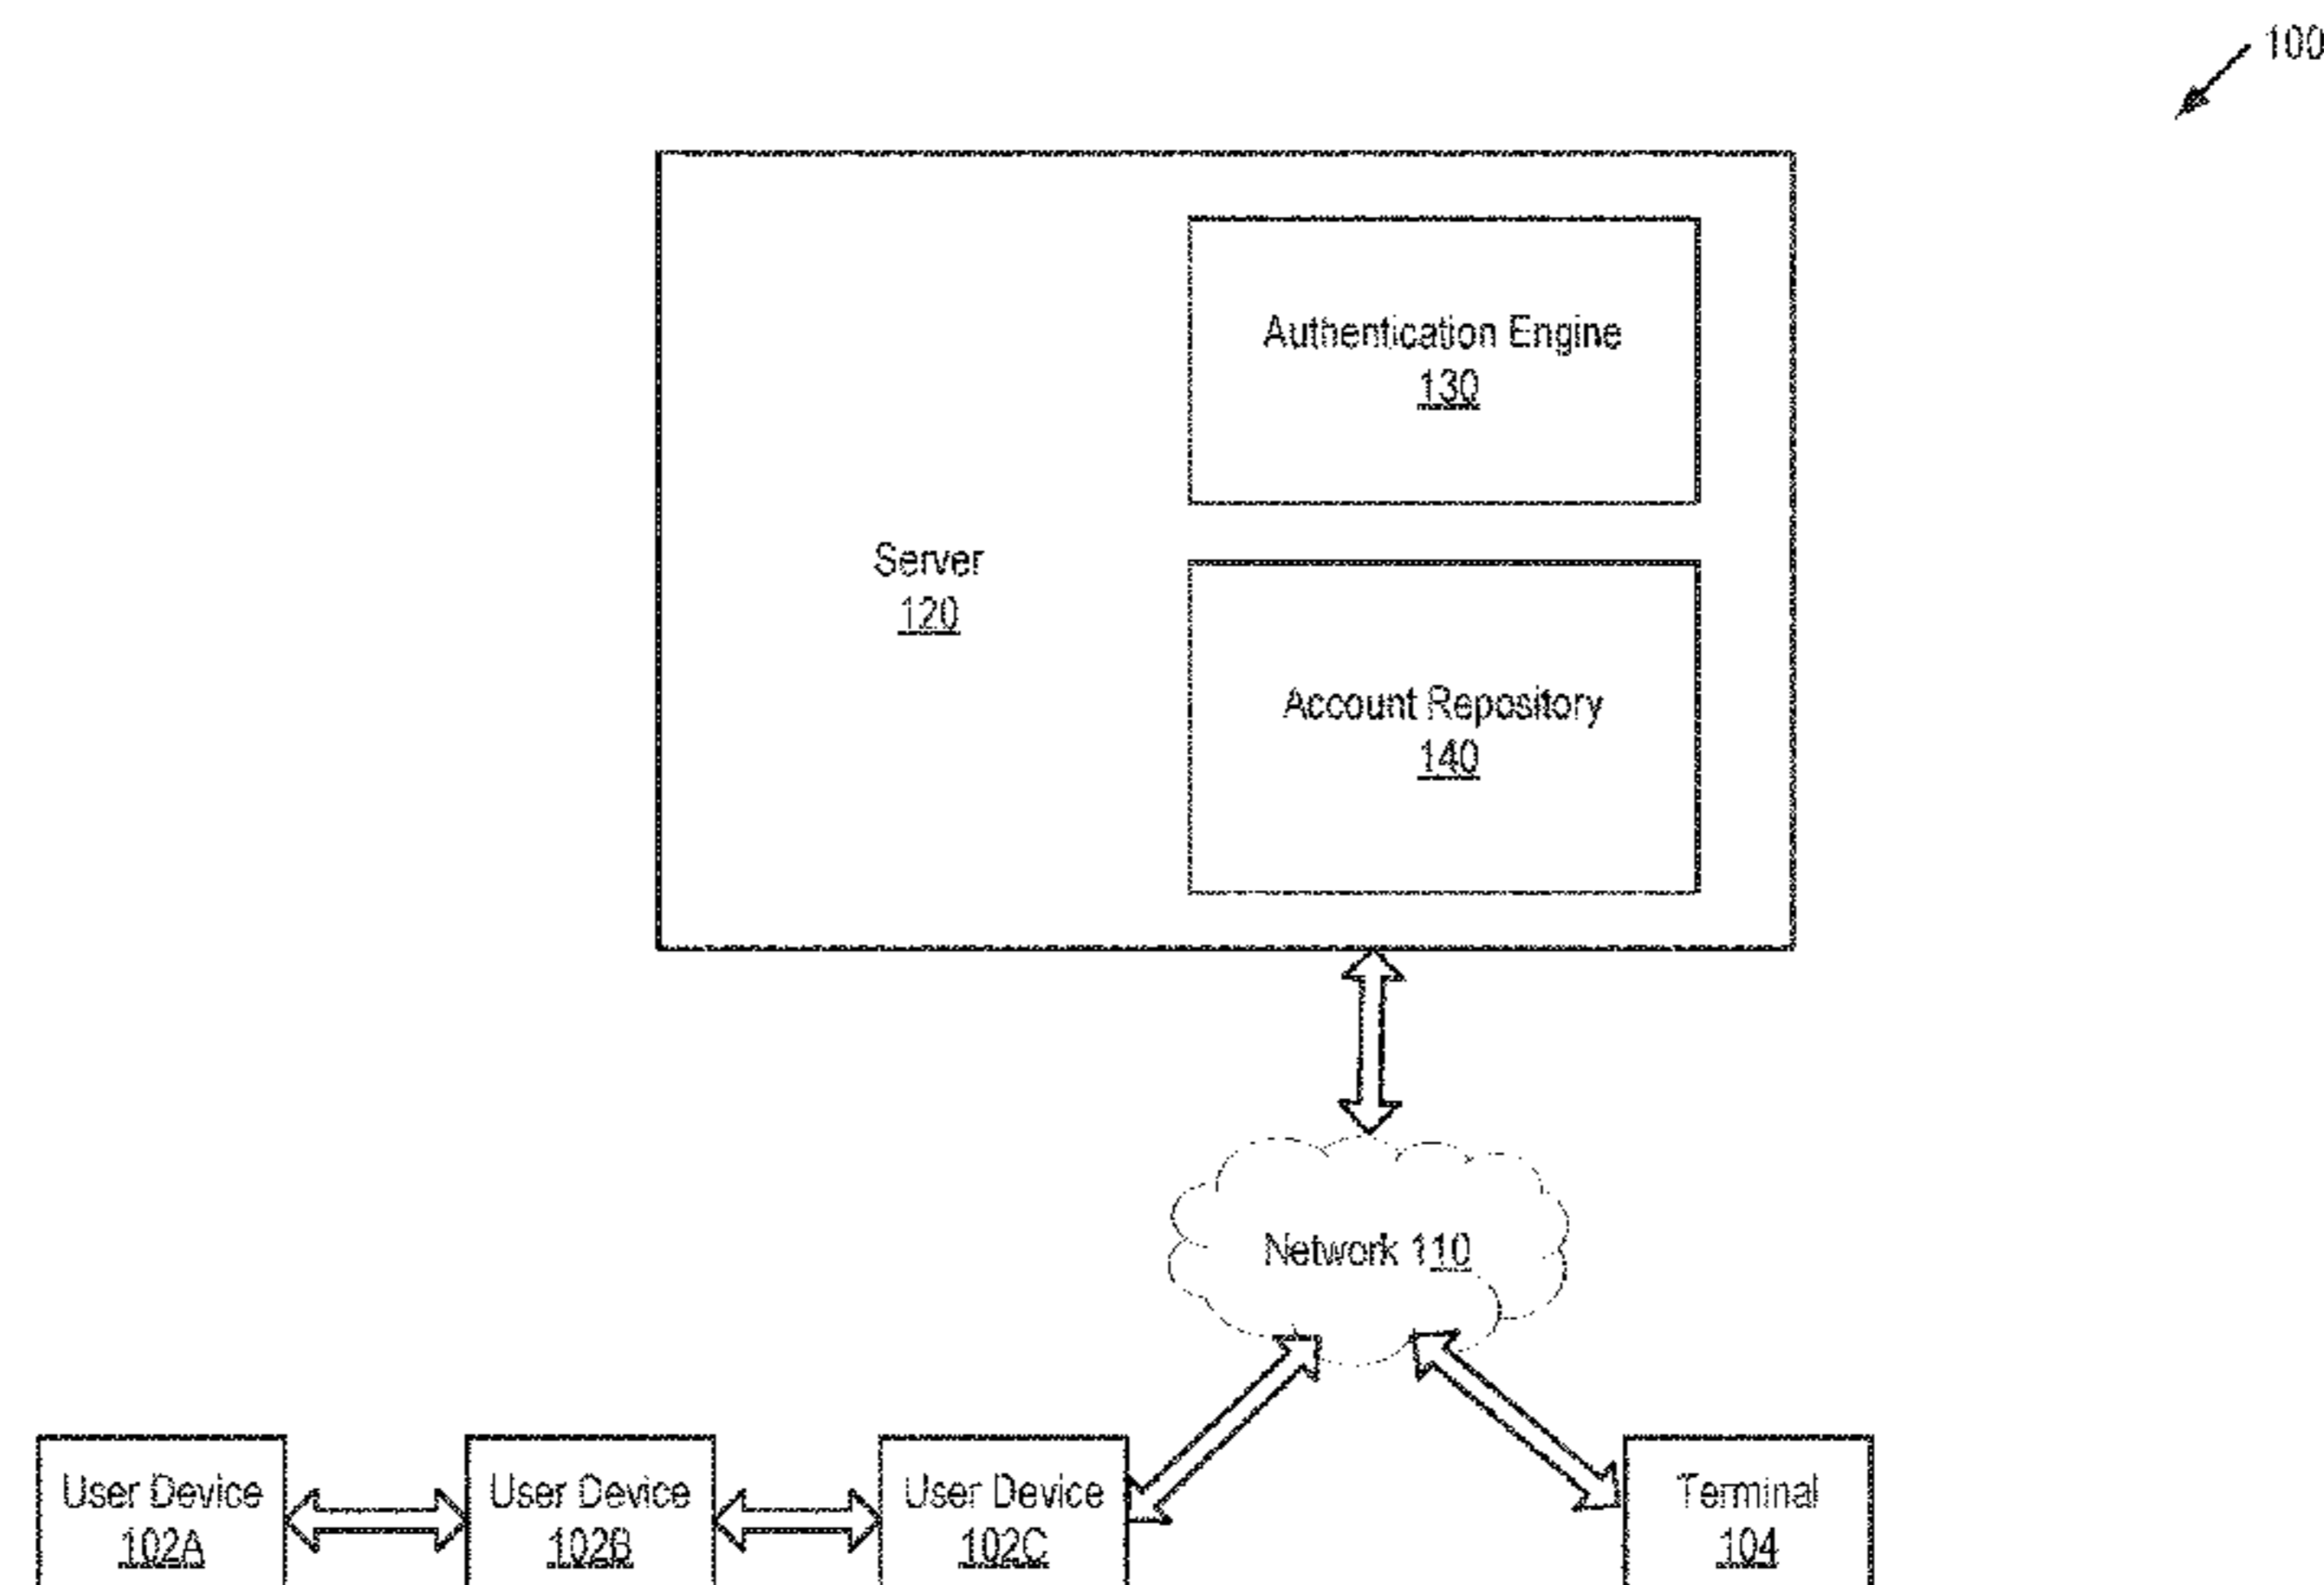 100
Authentication Engine
130
Server
120
Account Repository
140
Network 110
User Device
102A
User Device
102B
User Device
102C
Terminal
104